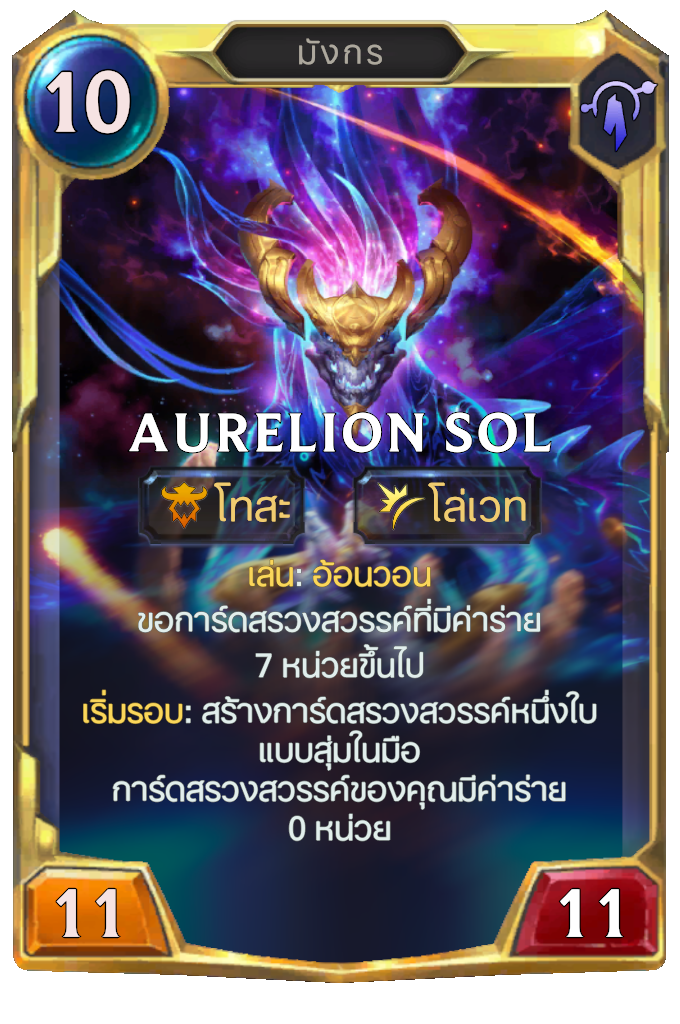 มังกร
10
AURELION SOL
โทสะ โล่เวท
เล่น: อ้อนวอน
ขอการ์ดสรวงสวรรค์ที่มีค่าร่าย
7 หน่วยขึ้นไป
เริ่มรอบ: สร้างการ์ดสรวงสวรรค์หนึ่งใบ
แบบสุ่มในมือ
การ์ดสรวงสวรรค์ของคุณมีค่าร่าย
0 หน่วย
11 11